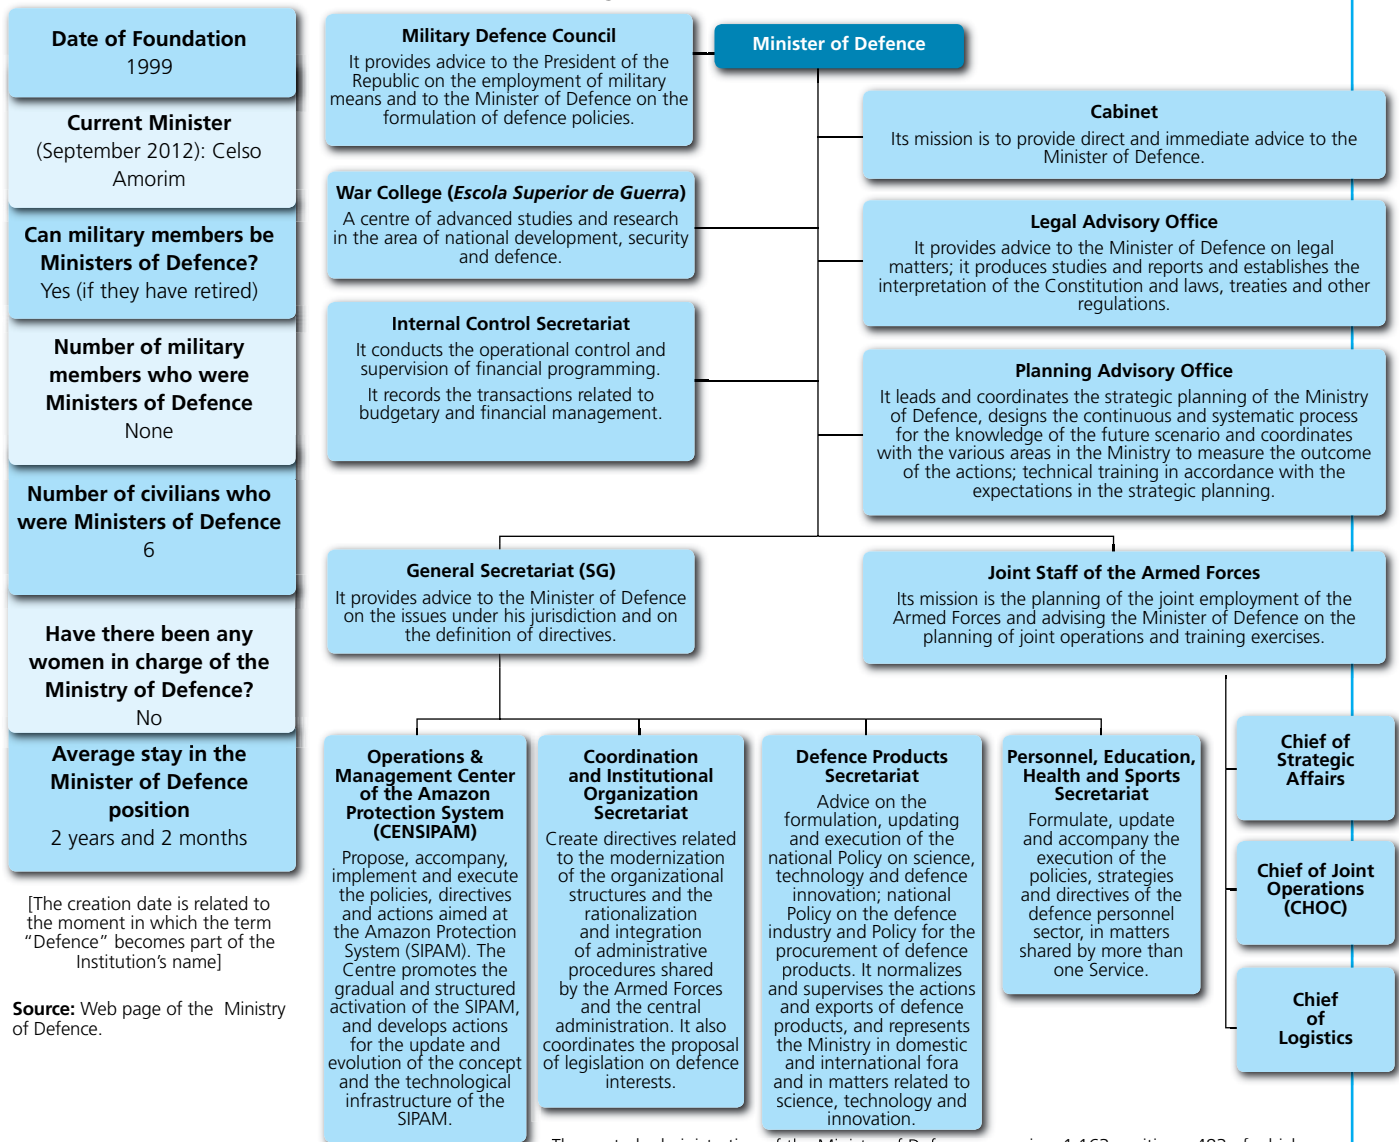 Date of Foundation
1999
Current Minister
(September 2012): Celso
Amorim
Can military members be
Ministers of Defence?
Yes (if they have retired)
Number of military
members who were
Ministers of Defence
None
Number of civilians who
were Ministers of Defence
6
Have there been any
women in charge of the
Ministry of Defence?
No
Average stay in the
Minister of Defence
position
2 years and 2 months
[The creation date is related to
the moment in which the term
“Defence” becomes part of the
Institution’s name]
Source: Web page of the Ministry
of Defence.
Minister of Defence
Military Defence Council
It provides advice to the President of the
Republic on the employment of military
means and to the Minister of Defence on the
formulation of defence policies.
War College (Escola Superior de Guerra)
A centre of advanced studies and research
in the area of national development, security
and defence.
Internal Control Secretariat
It conducts the operational control and
supervision of financial programming.
It records the transactions related to
budgetary and financial management.
Cabinet
Its mission is to provide direct and immediate advice to the
Minister of Defence.
Legal Advisory Office
It provides advice to the Minister of Defence on legal
matters; it produces studies and reports and establishes the
interpretation of the Constitution and laws, treaties and other
regulations.
Planning Advisory Office
It leads and coordinates the strategic planning of the Ministry
of Defence, designs the continuous and systematic process
for the knowledge of the future scenario and coordinates
with the various areas in the Ministry to measure the outcome
of the actions; technical training in accordance with the
expectations in the strategic planning.
General Secretariat (SG)
It provides advice to the Minister of Defence
on the issues under his jurisdiction and on
the definition of directives.
Joint Staff of the Armed Forces
Its mission is the planning of the joint employment of the
Armed Forces and advising the Minister of Defence on the
planning of joint operations and training exercises.
Operations &
Management Center
of the Amazon
Protection System
(CENSIPAM)
Propose, accompany,
implement and execute
the policies, directives
and actions aimed at
the Amazon Protection
System (SIPAM). The
Centre promotes the
gradual and structured
activation of the SIPAM,
and develops actions
for the update and
evolution of the concept
and the technological
infrastructure of the
SIPAM.
Coordination
and Institutional
Organization
Secretariat
Create directives related
to the modernization
of the organizational
structures and the
rationalization
and integration
of administrative
procedures shared
by the Armed Forces
and the central
administration. It also
coordinates the proposal
of legislation on defence
interests.
Defence Products
Secretariat
Advice on the
formulation, updating
and execution of the
national Policy on science,
technology and defence
innovation; national
Policy on the defence
industry and Policy for the
procurement of defence
products. It normalizes
and supervises the actions
and exports of defence
products, and represents
the Ministry in domestic
and international fora
and in matters related to
science, technology and
innovation.
Personnel, Education,
Health and Sports
Secretariat
Formulate, update
and accompany the
execution of the
policies, strategies
and directives of the
defence personnel
sector, in matters
shared by more than
one Service.
Chief of
Strategic
Affairs
Chief of Joint
Operations
(CHOC)
Chief
of
Logistics